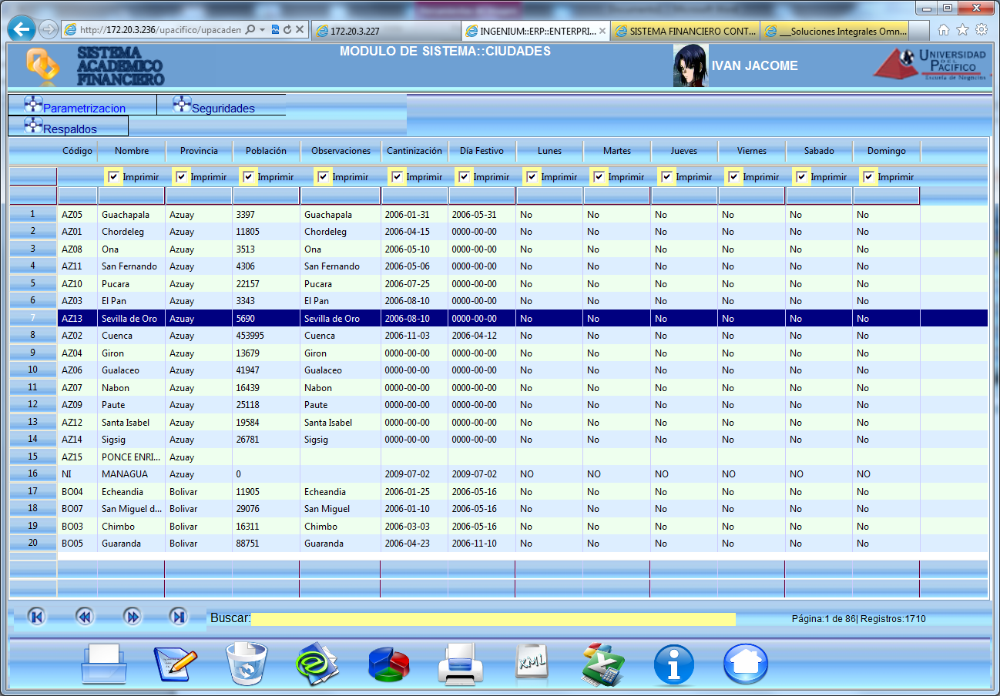 http://172.20.3.236/upacifico/upacaden
172.20.3.227
INGENIUM::ERP::ENTERPRI...
SISTEMA FINANCIERO CONT...
___Soluciones Integrales Omn...
SISTEMA
ACADEMICO
FINANCIERO
MODULO DE SISTEMA::CIUDADES
IVAN JACOME
UNIVERSIDAD
DEL
PACÍFICO
Escuela de Negocios
Parametrizacion Seguridades
Respaldos
Código Nombre Provincia Población Observaciones Cantinización Día Festivo Lunes Martes Jueves Viernes Sabado Domingo
Imprimir Imprimir Imprimir Imprimir Imprimir Imprimir Imprimir Imprimir Imprimir Imprimir Imprimir Imprimir
1 AZ05 Guachapala Azuay 3397 Guachapala 2006-01-31 2006-05-31 No No No No No No
2 AZ01 Chordeleg Azuay 11805 Chordeleg 2006-04-15 0000-00-00 No No No No No No
3 AZ08 Ona Azuay 3513 Ona 2006-05-10 0000-00-00 No No No No No No
4 AZ11 San Fernando Azuay 4306 San Fernando 2006-05-06 0000-00-00 No No No No No No
5 AZ10 Pucara Azuay 22157 Pucara 2006-07-25 0000-00-00 No No No No No No
6 AZ03 El Pan Azuay 3343 El Pan 2006-08-10 0000-00-00 No No No No No No
7 AZ13 Sevilla de Oro Azuay 5690 Sevilla de Oro 2006-08-10 0000-00-00 No No No No No No
8 AZ02 Cuenca Azuay 453995 Cuenca 2006-11-03 2006-04-12 No No No No No No
9 AZ04 Giron Azuay 13679 Giron 0000-00-00 0000-00-00 No No No No No No
10 AZ06 Gualaceo Azuay 41947 Gualaceo 0000-00-00 0000-00-00 No No No No No No
11 AZ07 Nabon Azuay 16439 Nabon 0000-00-00 0000-00-00 No No No No No No
12 AZ09 Paute Azuay 25118 Paute 0000-00-00 0000-00-00 No No No No No No
13 AZ12 Santa Isabel Azuay 19584 Santa Isabel 0000-00-00 0000-00-00 No No No No No No
14 AZ14 Sigsig Azuay 26781 Sigsig 0000-00-00 0000-00-00 No No No No No No
15 AZ15 PONCE ENRI... Azuay
16 NI MANAGUA Azuay 0 2009-07-02 2009-07-02 NO NO NO NO NO NO
17 BO04 Echeandia Bolivar 11905 Echeandia 2006-01-25 2006-05-16 No No No No No No
18 BO07 San Miguel d... Bolivar 29076 San Miguel 2006-01-10 2006-05-16 No No No No No No
19 BO03 Chimbo Bolivar 16311 Chimbo 2006-03-03 2006-05-16 No No No No No No
20 BO05 Guaranda Bolivar 88751 Guaranda 2006-04-23 2006-11-10 No No No No No No
Buscar: Página:1 de 86| Registros:1710
XML